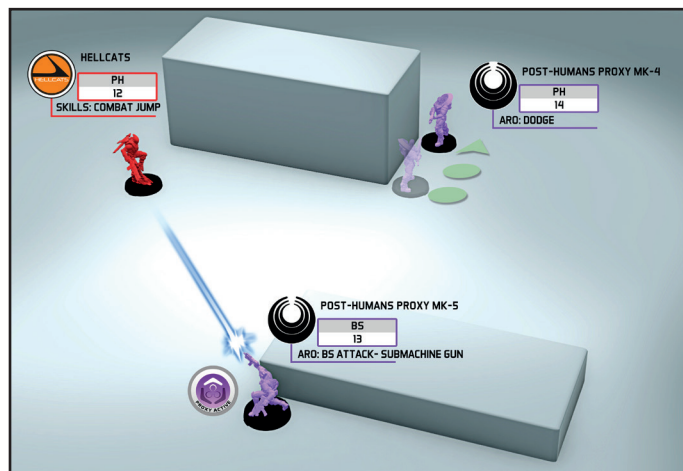 HELLCATS
HELLCATS
PH
12
SKILLS: COMBAT JUMP
POST-HUMANS PROXY MK-4
PH
14
ARO: DODGE
POST-HUMANS PROXY MK-5
BS
13
ARO: BS ATTACK- SUBMACHINE GUN
PROXY ACTIVE